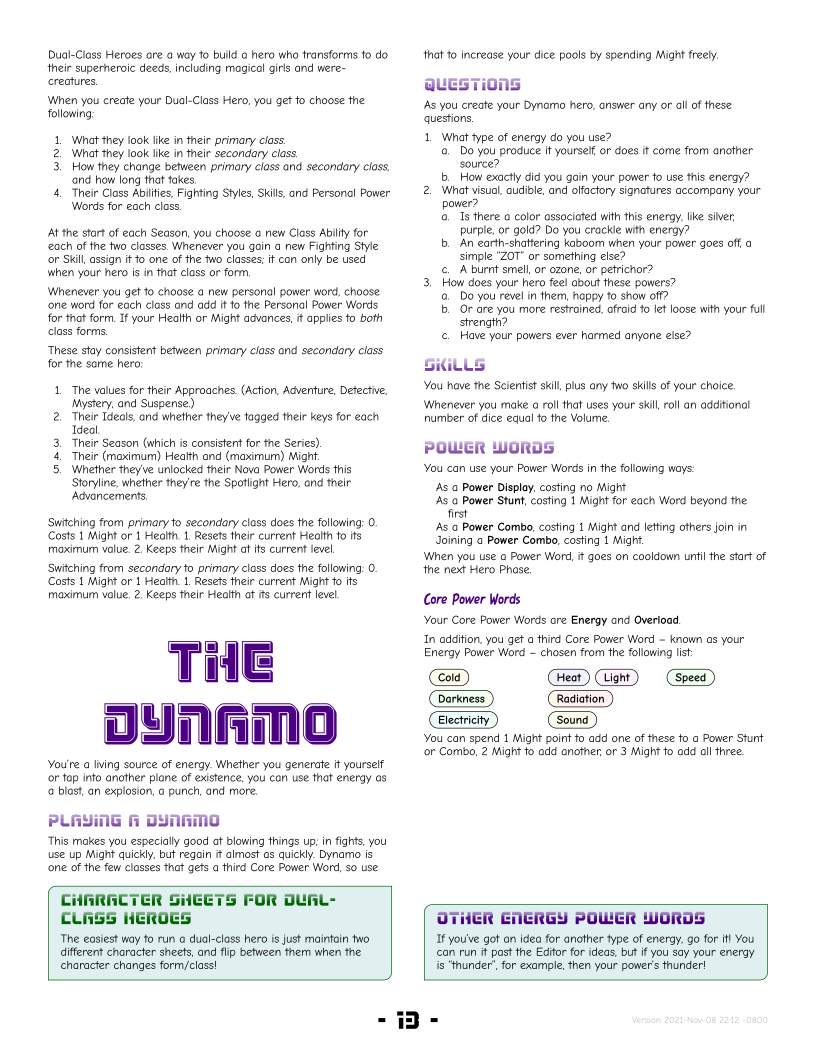 Dual-Class Heroes are a way to build a hero who transforms to do
their superheroic deeds, including magical girls and were-
creatures.
When you create your Dual-Class Hero, you get to choose the
following:
1. What they look like in their primary class.
2. What they look like in their secondary class.
3. How they change between primary class and secondary class,
and how long that takes.
4. Their Class Abilities, Fighting Styles, Skills, and Personal Power
Words for each class.
At the start of each Season, you choose a new Class Ability for
each of the two classes. Whenever you gain a new Fighting Style
or Skill, assign it to one of the two classes; it can only be used
when your hero is in that class or form.
Whenever you get to choose a new personal power word, choose
one word for each class and add it to the Personal Power Words
for that form. If your Health or Might advances, it applies to both
class forms.
These stay consistent between primary class and secondary class
for the same hero:
1. The values for their Approaches. (Action, Adventure, Detective,
Mystery, and Suspense.)
2. Their Ideals, and whether they've tagged their keys for each
Ideal.
3. Their Season (which is consistent for the Series).
4. Their (maximum) Health and (maximum) Might.
5. Whether they've unlocked their Nova Power Words this
Storyline, whether they're the Spotlight Hero, and their
Advancements.
Switching from primary to secondary class does the following: 0.
Costs 1 Might or 1 Health. 1. Resets their current Health to its
maximum value. 2. Keeps their Might at its current level.
Switching from secondary to primary class does the following: 0.
Costs 1 Might or 1 Health. 1. Resets their current Might to its
maximum value. 2. Keeps their Health at its current level.
THE
DYNAMO
You're a living source of energy. Whether you generate it yourself
or tap into another plane of existence, you can use that energy as
a blast, an explosion, a punch, and more.
PLAYING A DYNAMO
This makes you especially good at blowing things up; in fights, you
use up Might quickly, but regain it almost as quickly. Dynamo is
one of the few classes that gets a third Core Power Word, so use
CHARACTER SHEETS FOR DUAL-
CLASS HEROES
The easiest way to run a dual-class hero is just maintain two
different character sheets, and flip between them when the
character changes form/class!
that to increase your dice pools by spending Might freely.
QUESTIONS
As you create your Dynamo hero, answer any or all of these
questions.
1. What type of energy do you use?
a. Do you produce it yourself, or does it come from another
source?
b. How exactly did you gain your power to use this energy?
2. What visual, audible, and olfactory signatures accompany your
power?
a. Is there a color associated with this energy, like silver,
purple, or gold? Do you crackle with energy?
b. An earth-shattering kaboom when your power goes off, a
simple "ZOT" or something else?
c. A burnt smell, or ozone, or petrichor?
3. How does your hero feel about these powers?
a. Do you revel in them, happy to show off?
b. Or are you more restrained, afraid to let loose with your full
strength?
c. Have your powers ever harmed anyone else?
SKILLS
You have the Scientist skill, plus any two skills of your choice.
Whenever you make a roll that uses your skill, roll an additional
number of dice equal to the Volume.
POWER WORDS
You can use your Power Words in the following ways:
As a Power Display, costing no Might
As a Power Stunt, costing 1 Might for each Word beyond the
first
As a Power Combo, costing 1 Might and letting others join in
Joining a Power Combo, costing 1 Might.
When you use a Power Word, it goes on cooldown until the start of
the next Hero Phase.
Core Power Words
Your Core Power Words are Energy and Overload.
In addition, you get a third Core Power Word – known as your
Energy Power Word – chosen from the following list:
Cold Heat Light Speed
Darkness Radiation
Electricity Sound
You can spend 1 Might point to add one of these to a Power Stunt
or Combo, 2 Might to add another, or 3 Might to add all three.
OTHER ENERGY POWER WORDS
If you've got an idea for another type of energy, go for it! You
can run it past the Editor for ideas, but if you say your energy
is "thunder", for example, then your power's thunder!
- 13 -
Version 2021-Nov-08 22:12 -0800